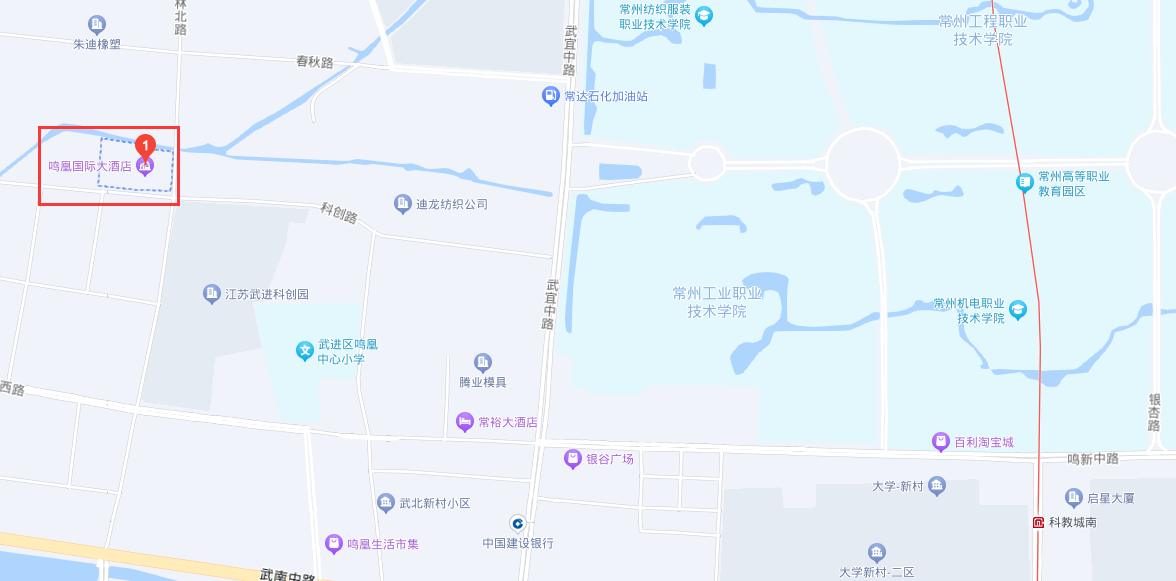 林北路
朱迪橡塑
春秋路
武宜中路
常州纺织服装
职业技术学院
常州工程职业
技术学院
常达石化加油站
1
鸣凰国际大酒店
迪龙纺织公司
科创路
常州高等职业
教育园区
江苏武进科创园
武宜中路
常州工业职业
技术学院
常州机电职业
技术学院
武进区鸣凰
中心小学
文
腾业模具
西路
常裕大酒店
银杏路
百利淘宝城
银谷广场
鸣新中路
大学-新村
武北新村小区
启星大厦
科教城南
中国建设银行
鸣凰生活市集
大学新村-二区
武南中路